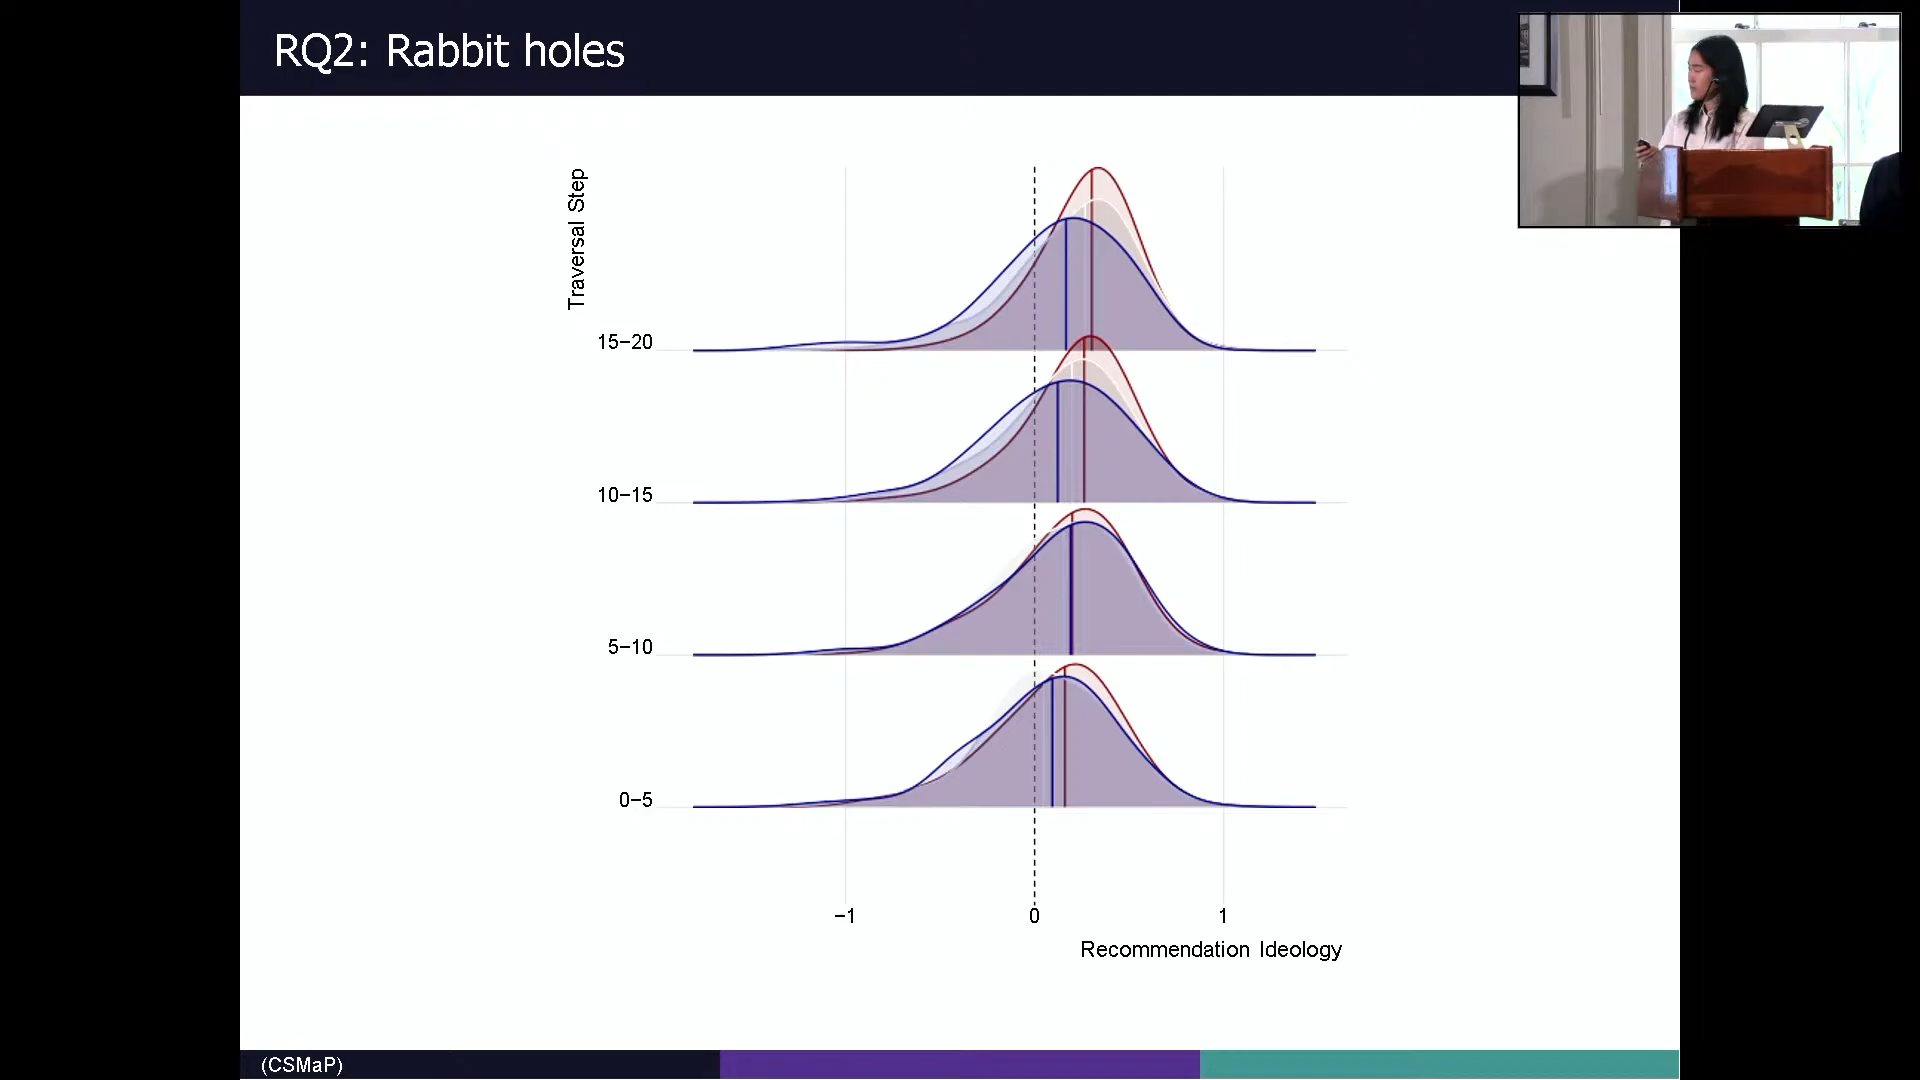 RQ2: Rabbit holes
Traversal Step
15–20
10–15
5–10
0–5
−1
0
1
Recommendation Ideology
(CSMaP)